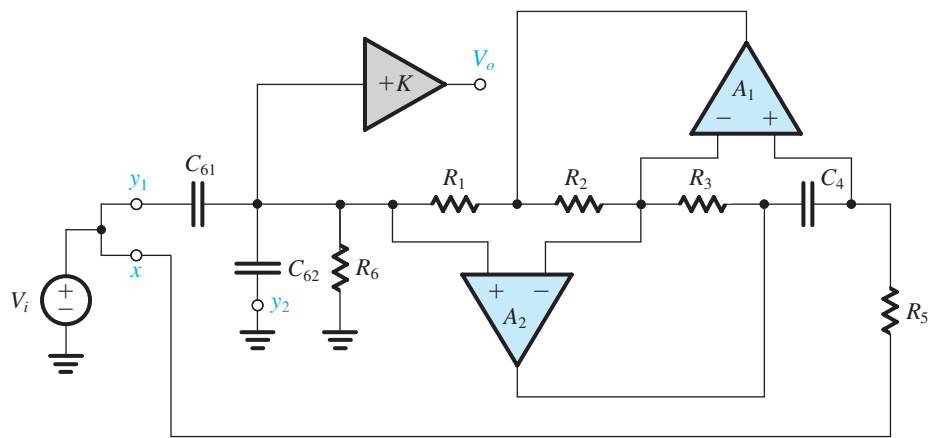 V_o
+K
A_1
− +
C_61
y_1
R_1
R_2
R_3
C_4
x
C_62
R_6
+ −
A_2
y_2
V_i
+
−
R_5